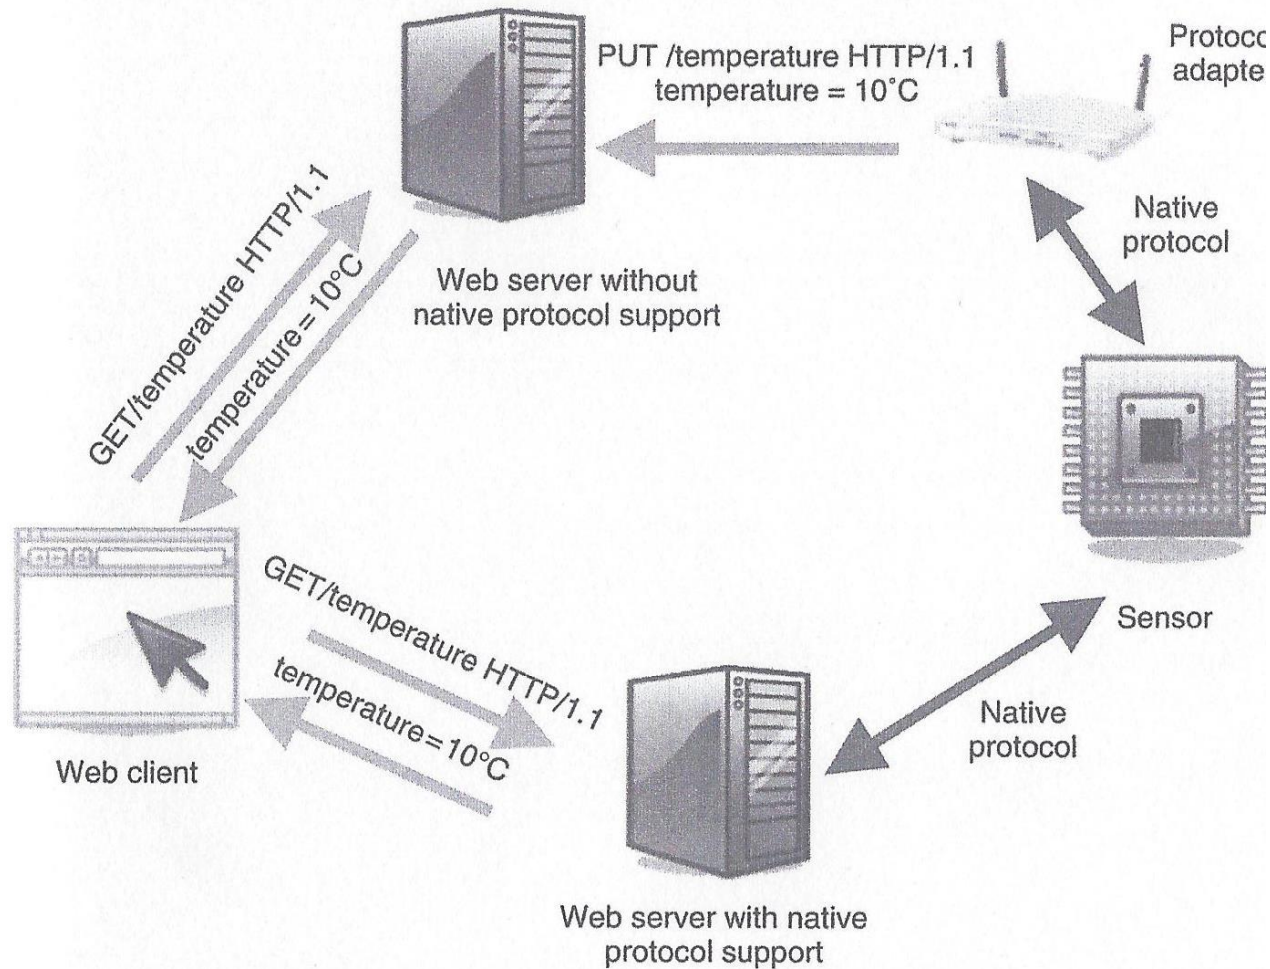 PUT /temperature HTTP/1.1
temperature = 10°C
Protoco
adapte
Native
protocol
GET/temperature HTTP/1.1
temperature = 10°C
Web server without
native protocol support
Sensor
GET/temperature HTTP/1.1
temperature = 10°C
Web client
Native
protocol
Web server with native
protocol support